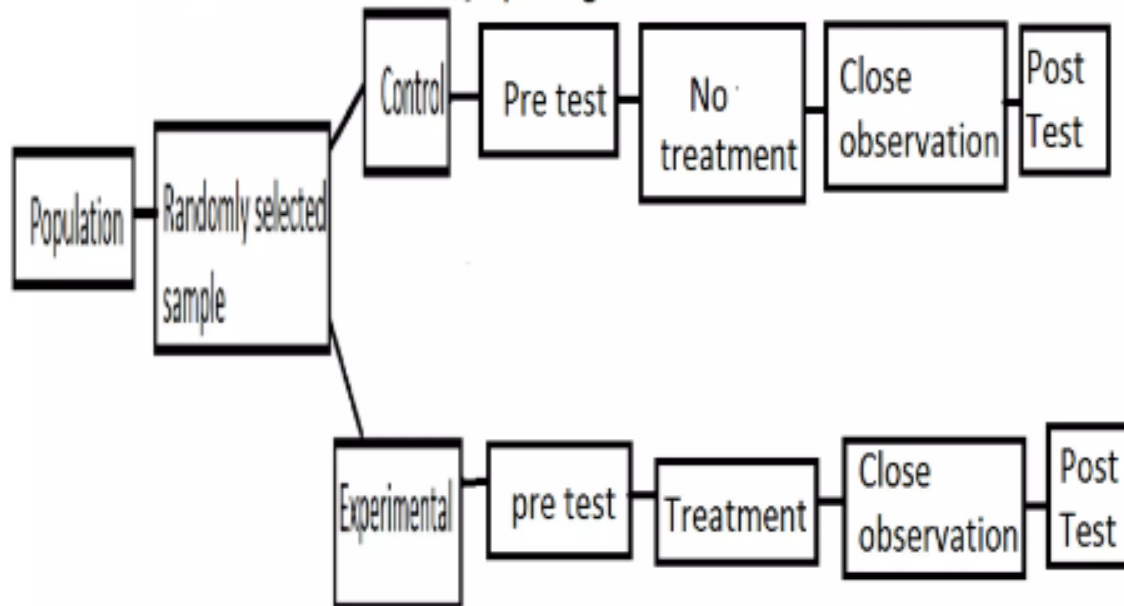 Control
Pre test
No
treatment
Close
observation
Post
Test
Population
Randomly selected
sample
Experimental
pre test
Treatment
Close
observation
Post
Test